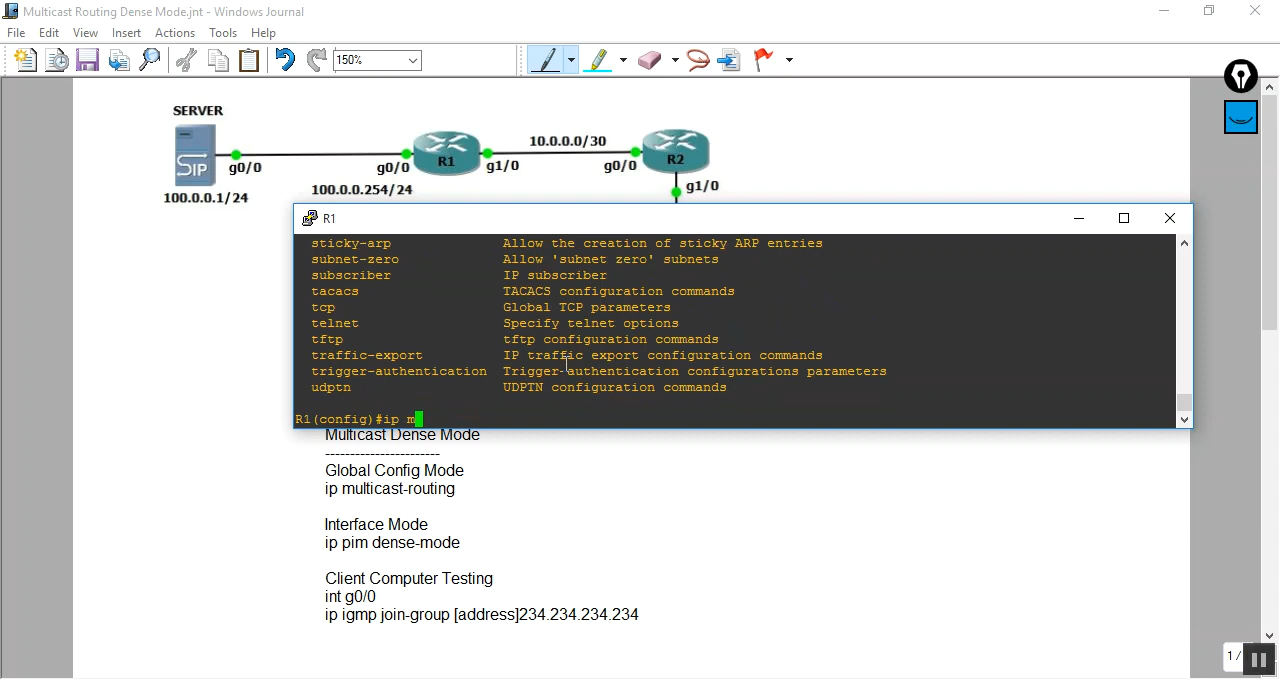 Multicast Routing Dense Mode.jnt - Windows Journal
File Edit View Insert Actions Tools Help
150%
SERVER
SIP
g0/0
100.0.0.1/24
g0/0
R1
g1/0
100.0.0.254/24
10.0.0.0/30
g0/0
R2
g1/0
R1
sticky-arp Allow the creation of sticky ARP entries
subnet-zero Allow 'subnet zero' subnets
subscriber IP subscriber
tacacs TACACS configuration commands
tcp Global TCP parameters
telnet Specify telnet options
tftp tftp configuration commands
traffic-export IP traffic export configuration commands
trigger-authentication Trigger-authentication configurations parameters
udptn UDPTN configuration commands
R1(config)#ip m
Multicast Dense Mode
-----------------------
Global Config Mode
ip multicast-routing
Interface Mode
ip pim dense-mode
Client Computer Testing
int g0/0
ip igmp join-group [address]234.234.234.234
1 /